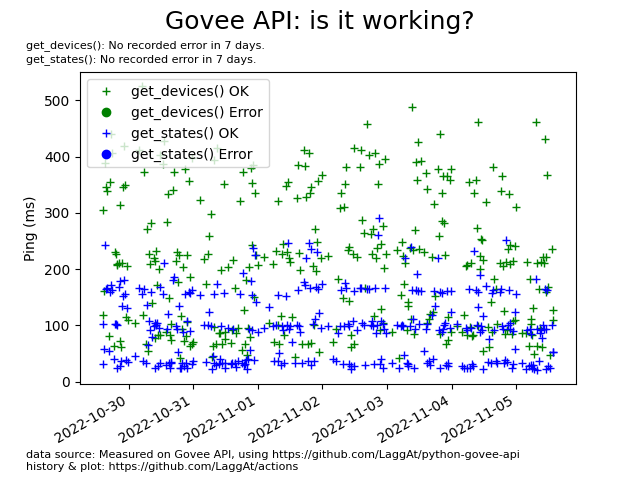 Govee API: is it working?
get_devices(): No recorded error in 7 days.
get_states(): No recorded error in 7 days.
get_devices() OK
get_devices() Error
get_states() OK
get_states() Error
Ping (ms)
500
400
300
200
100
0
2022-10-30
2022-10-31
2022-11-01
2022-11-02
2022-11-03
2022-11-04
2022-11-05
data source: Measured on Govee API, using https://github.com/LaggAt/python-govee-api
history & plot: https://github.com/LaggAt/actions